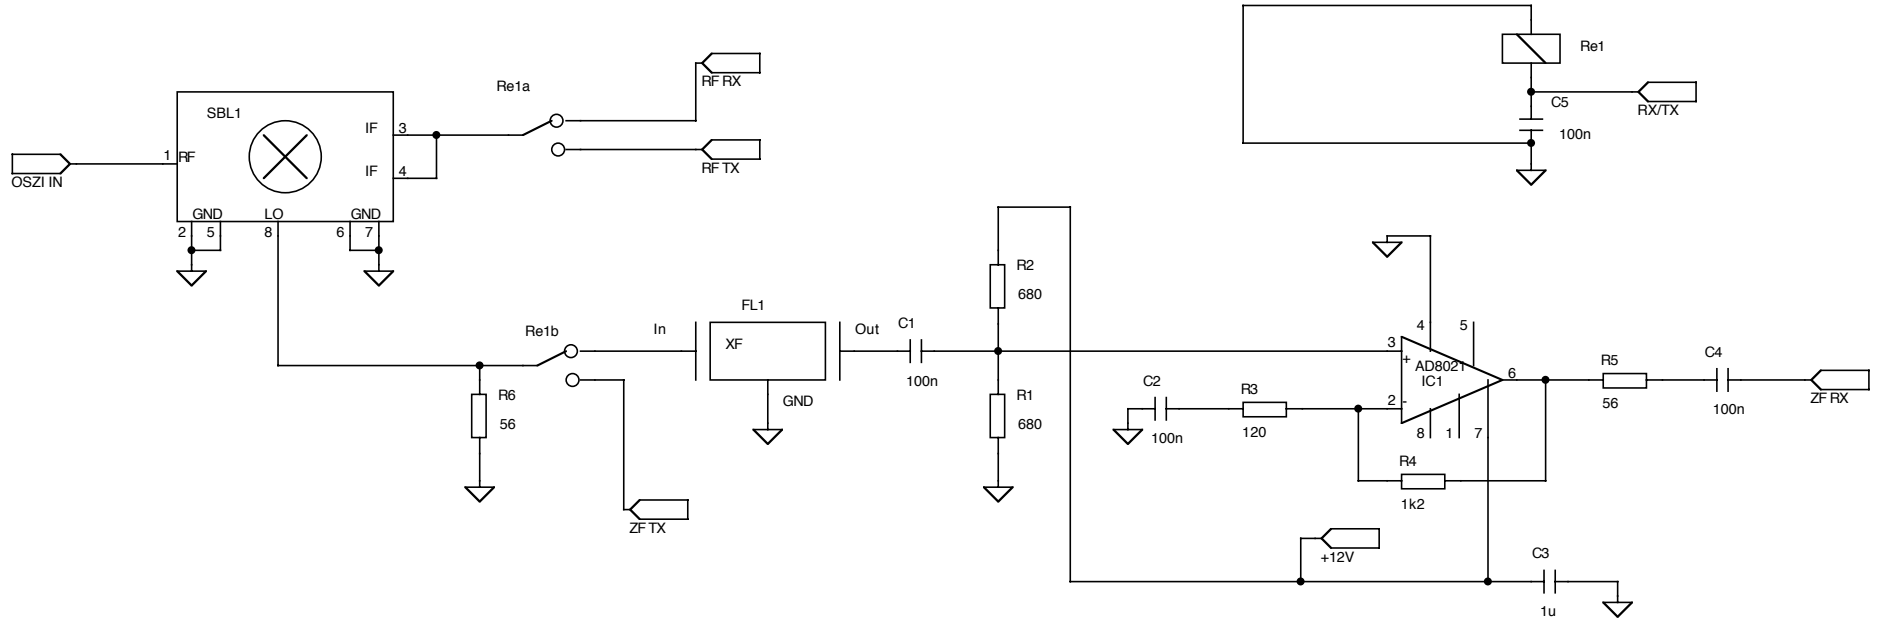 Re1
RX/TX
C5
100n
RF RX
Re1a
RF TX
SBL1
IF
3
IF
4
1
RF
OSZI IN
GND
LO
GND
2
5
8
6
7
R2
680
FL1
In
XF
Out
GND
Re1b
C1
100n
R6
56
ZF TX
R1
680
C2
100n
R3
120
4
5
3
+
AD8021
IC1
2
-
6
8
1
7
R4
1k2
R5
56
C4
100n
ZF RX
+12V
C3
1u